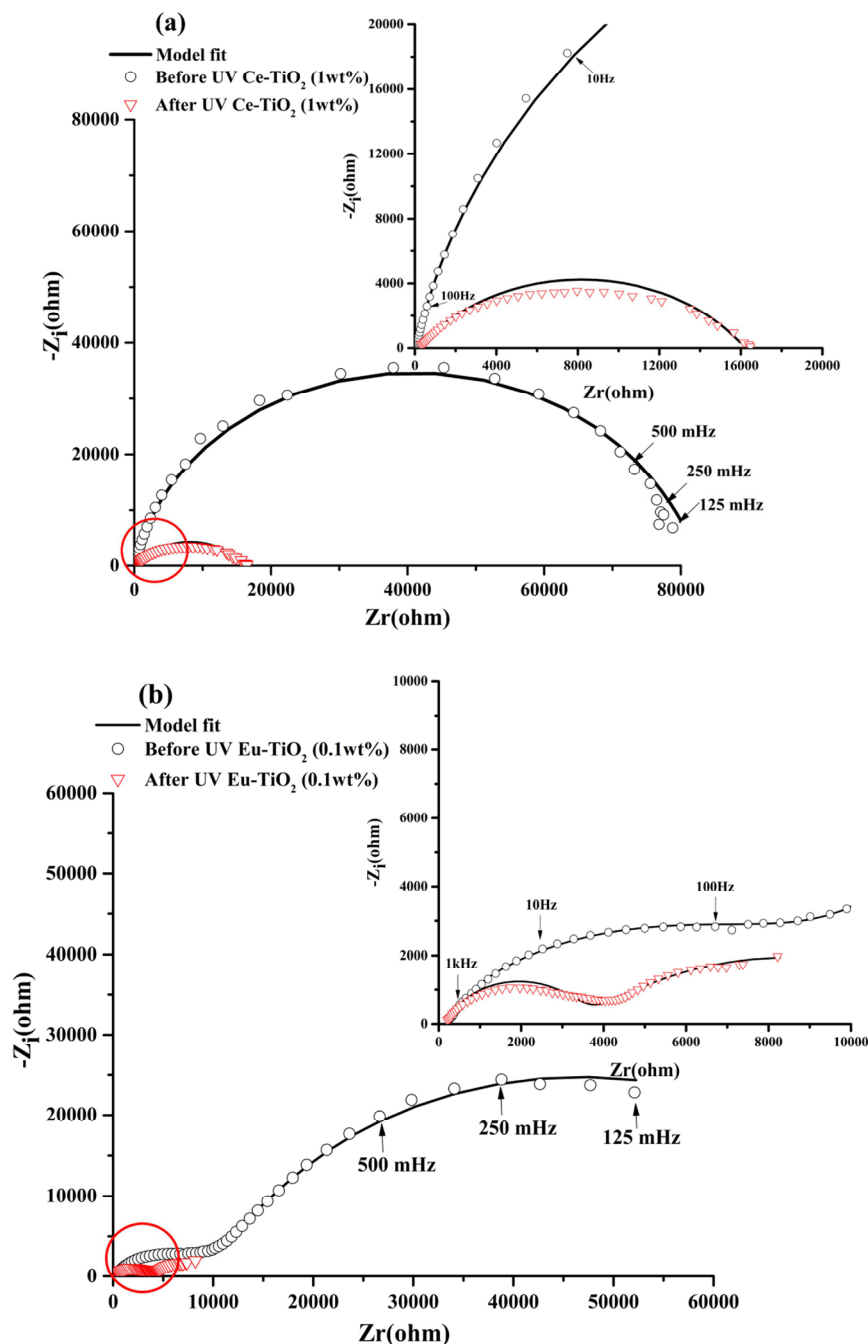 (a)
Model fit
Before UV Ce-TiO2 (1wt%)
After UV Ce-TiO2 (1wt%)
80000
60000
40000
20000
0
-Zi(ohm)
0 20000 40000 60000 80000
Zr(ohm)
500 mHz
250 mHz
125 mHz
20000
16000
12000
8000
4000
0
-Zi(ohm)
10Hz
100Hz
0 4000 8000 12000 16000 20000
Zr(ohm)
(b)
Model fit
Before UV Eu-TiO2 (0.1wt%)
After UV Eu-TiO2 (0.1wt%)
60000
50000
40000
30000
20000
10000
0
-Zi(ohm)
0 10000 20000 30000 40000 50000 60000
Zr(ohm)
500 mHz
250 mHz
125 mHz
10000
8000
6000
4000
2000
0
-Zi(ohm)
1kHz
10Hz
100Hz
0 2000 4000 6000 8000 10000
Zr(ohm)